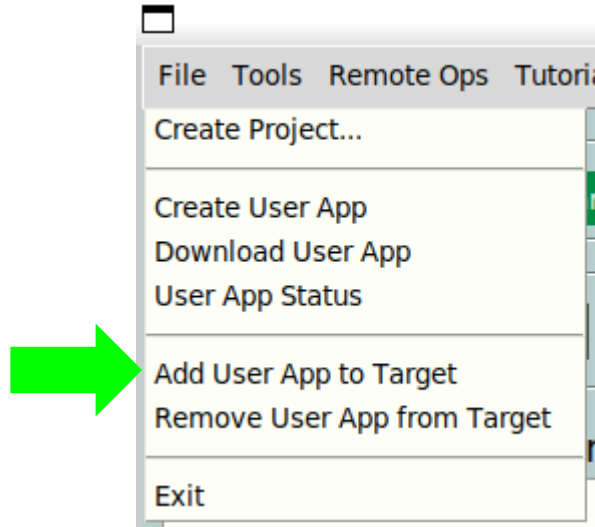 File Tools Remote Ops
Create Project...
Create User App
Download User App
User App Status
Add User App to Target
Remove User App from Target
Exit